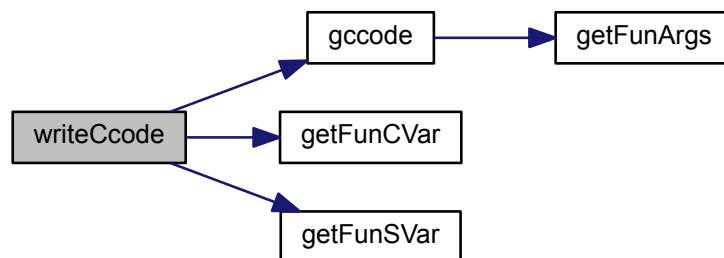 gccode
getFunArgs
writeCcode
getFunCVar
getFunSVar